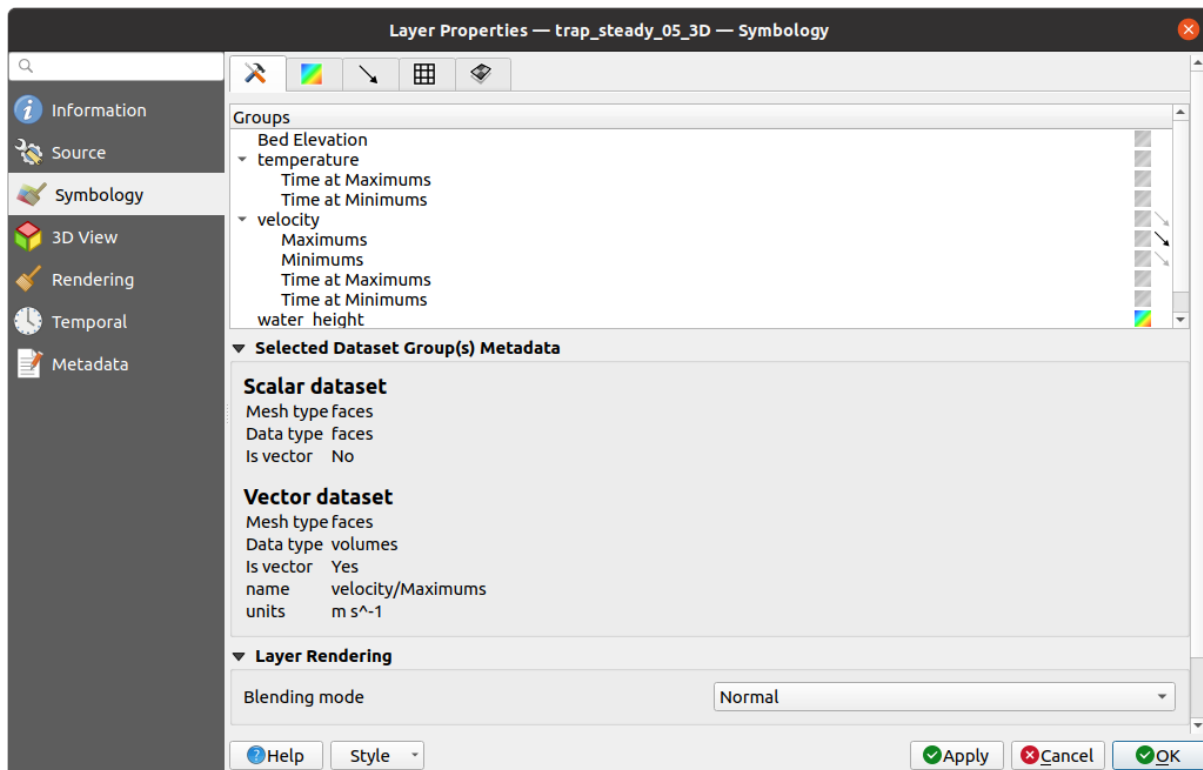 Layer Properties — trap_steady_05_3D — Symbology
Information
Source
Symbology
3D View
Rendering
Temporal
Metadata
Groups
Bed Elevation
temperature
Time at Maximums
Time at Minimums
velocity
Maximums
Minimums
Time at Maximums
Time at Minimums
water_height
Selected Dataset Group(s) Metadata
Scalar dataset
Mesh type faces
Data type faces
Is vector No
Vector dataset
Mesh type faces
Data type volumes
Is vector Yes
name velocity/Maximums
units m s^-1
Layer Rendering
Blending mode Normal
Help Style Apply Cancel OK